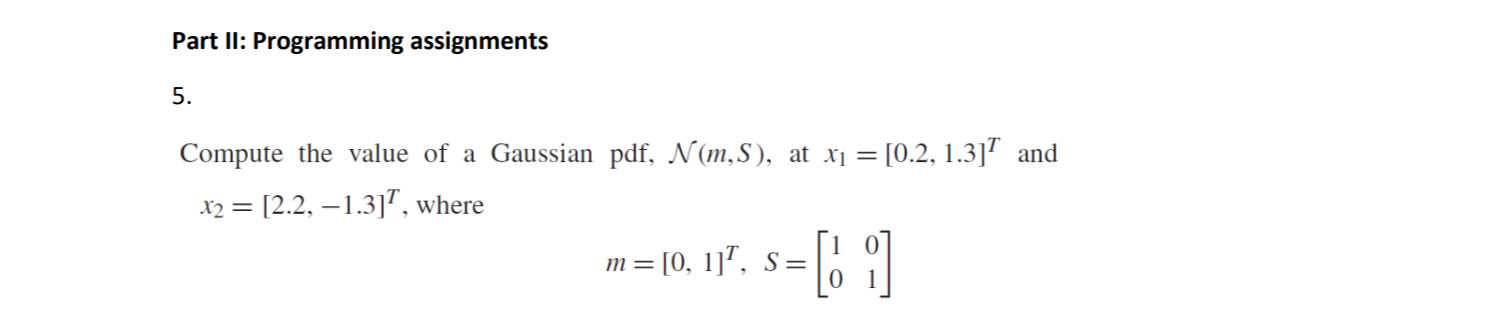 Part II: Programming assignments
5.
Compute the value of a Gaussian pdf, 𝒩(m,S), at x₁ = [0.2, 1.3]ᵀ and
x₂ = [2.2, −1.3]ᵀ, where
m = [0, 1]ᵀ, S = [1 0
0 1]